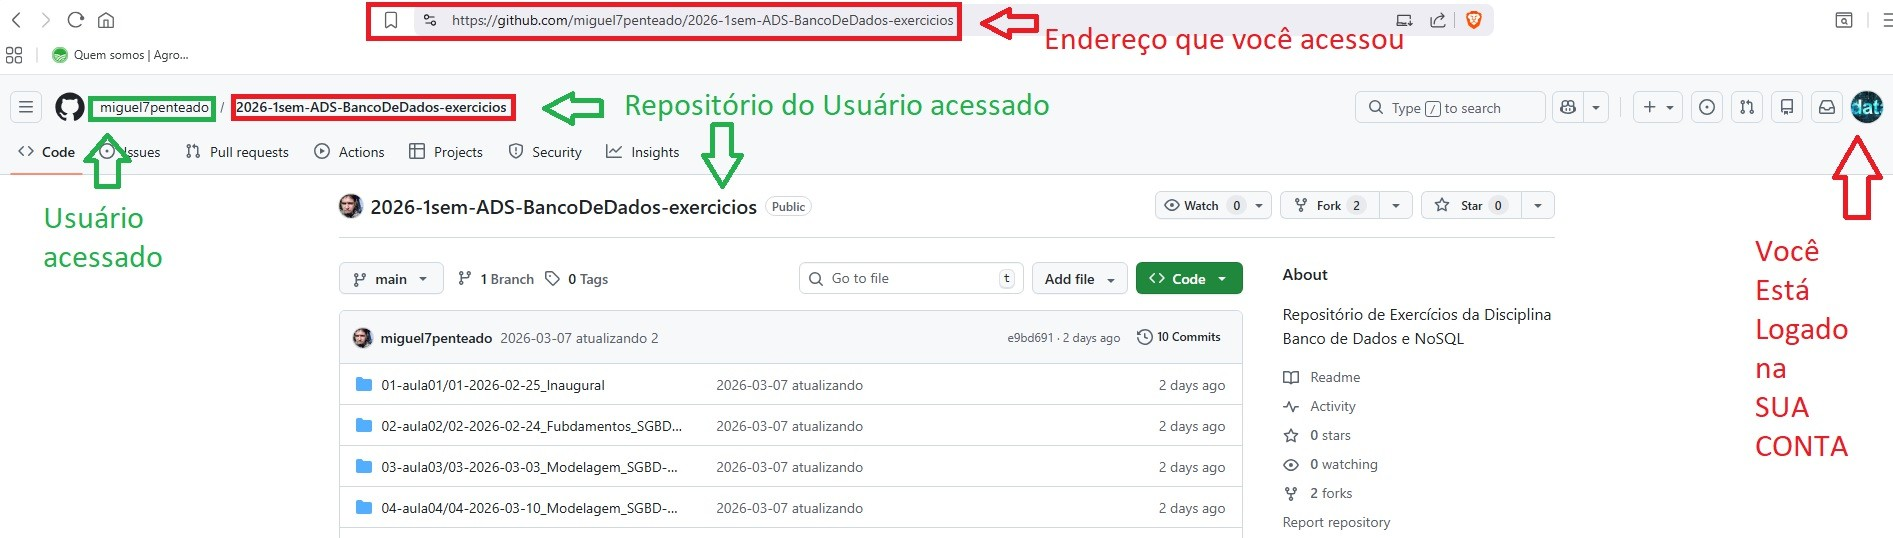 https://github.com/miguel7penteado/2026-1sem-ADS-BancoDeDados-exercicios
Endereço que você acessou
Quem somos | Agro...
miguel7penteado / 2026-1sem-ADS-BancoDeDados-exercicios
Repositório do Usuário acessado
Type / to search
dat
Code
Issues
Pull requests
Actions
Projects
Security
Insights
Usuário
acessado
2026-1sem-ADS-BancoDeDados-exercicios Public
Watch 0
Fork 2
Star 0
main
1 Branch
0 Tags
Go to file t
Add file
Code
miguel7penteado 2026-03-07 atualizando 2 e9bd691 · 2 days ago 10 Commits
01-aula01/01-2026-02-25_Inaugural 2026-03-07 atualizando 2 days ago
02-aula02/02-2026-02-24_Fubdamentos_SGBD... 2026-03-07 atualizando 2 days ago
03-aula03/03-2026-03-03_Modelagem_SGBD-... 2026-03-07 atualizando 2 days ago
04-aula04/04-2026-03-10_Modelagem_SGBD-... 2026-03-07 atualizando 2 days ago
About
Repositório de Exercícios da Disciplina
Banco de Dados e NoSQL
Readme
Activity
0 stars
0 watching
2 forks
Report repository
Você
Está
Logado
na
SUA
CONTA